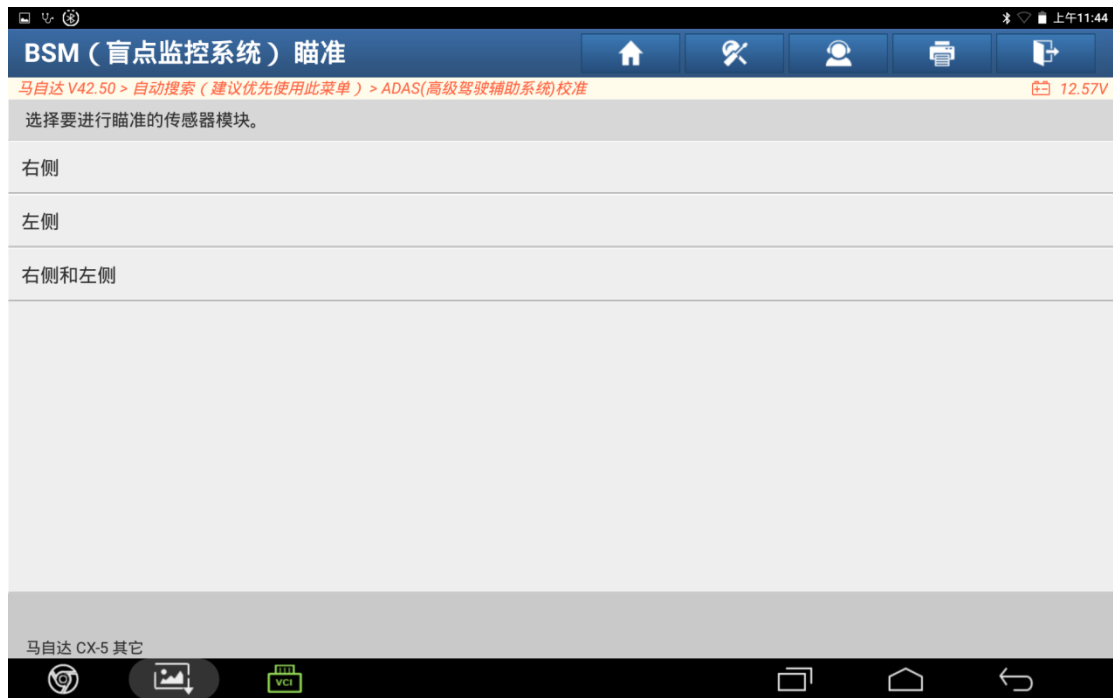 上午11:44
BSM（盲点监控系统）瞄准
马自达 V42.50 > 自动搜索（建议优先使用此菜单）> ADAS(高级驾驶辅助系统)校准
12.57V
选择要进行瞄准的传感器模块。
右侧
左侧
右侧和左侧
马自达 CX-5 其它
VCI